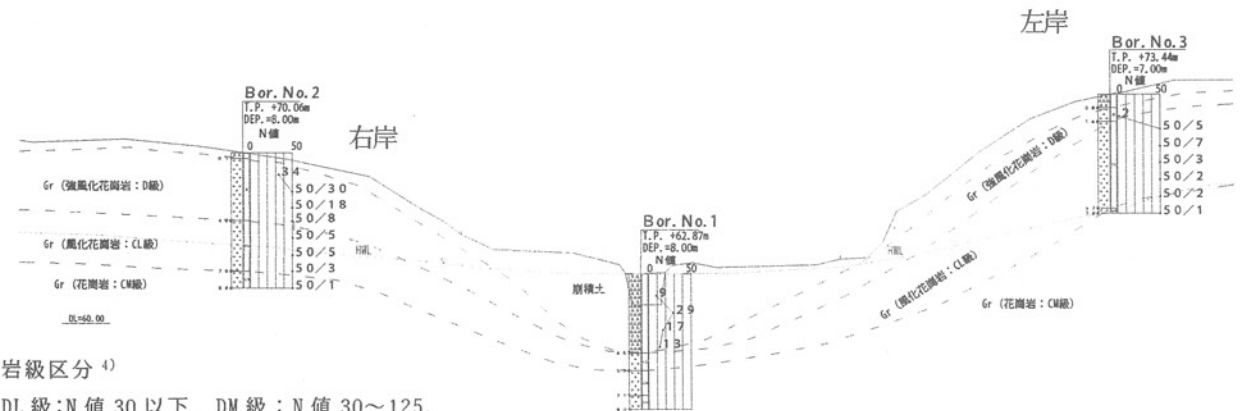 左岸
Bor. No.3
T.P. +73.44m
DEP.=7.00m
N値
0 50
2
50/5
50/7
50/3
50/2
50/2
50/1
Bor. No.2
T.P. +70.06m
DEP.=8.00m
N値
0 50
34
50/30
50/18
50/8
50/5
50/5
50/3
50/1
右岸
Gr (強風化花崗岩：D級)
Gr (風化花崗岩：CL級)
Gr (花崗岩：CM級)
DL=60.00
HWL
Bor. No.1
T.P. +62.87m
DEP.=8.00m
N値
0 50
9
29
17
13
崩積土
HWL
Gr (強風化花崗岩：D級)
Gr (風化花崗岩：CL級)
Gr (花崗岩：CM級)
岩級区分 4)
DL 級：N 値 30 以下 DM 級：N 値 30～125,